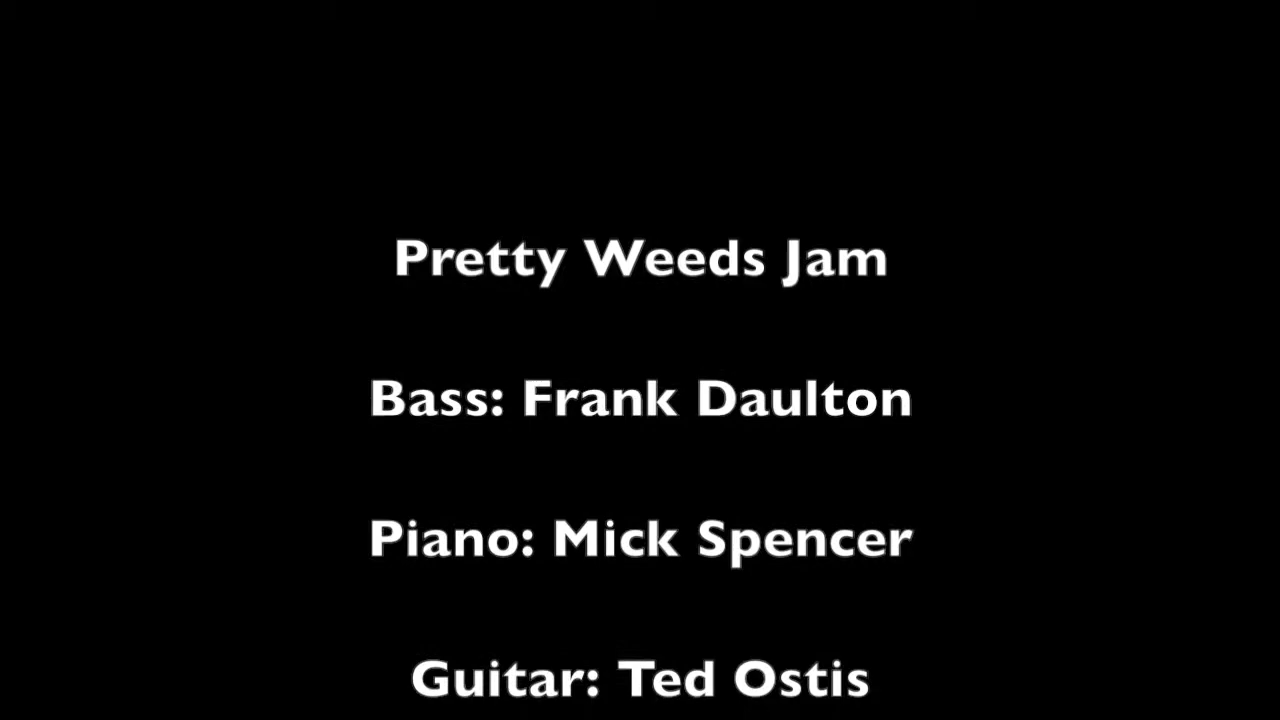 Pretty Weeds Jam
Bass: Frank Daulton
Piano: Mick Spencer
Guitar: Ted Ostis